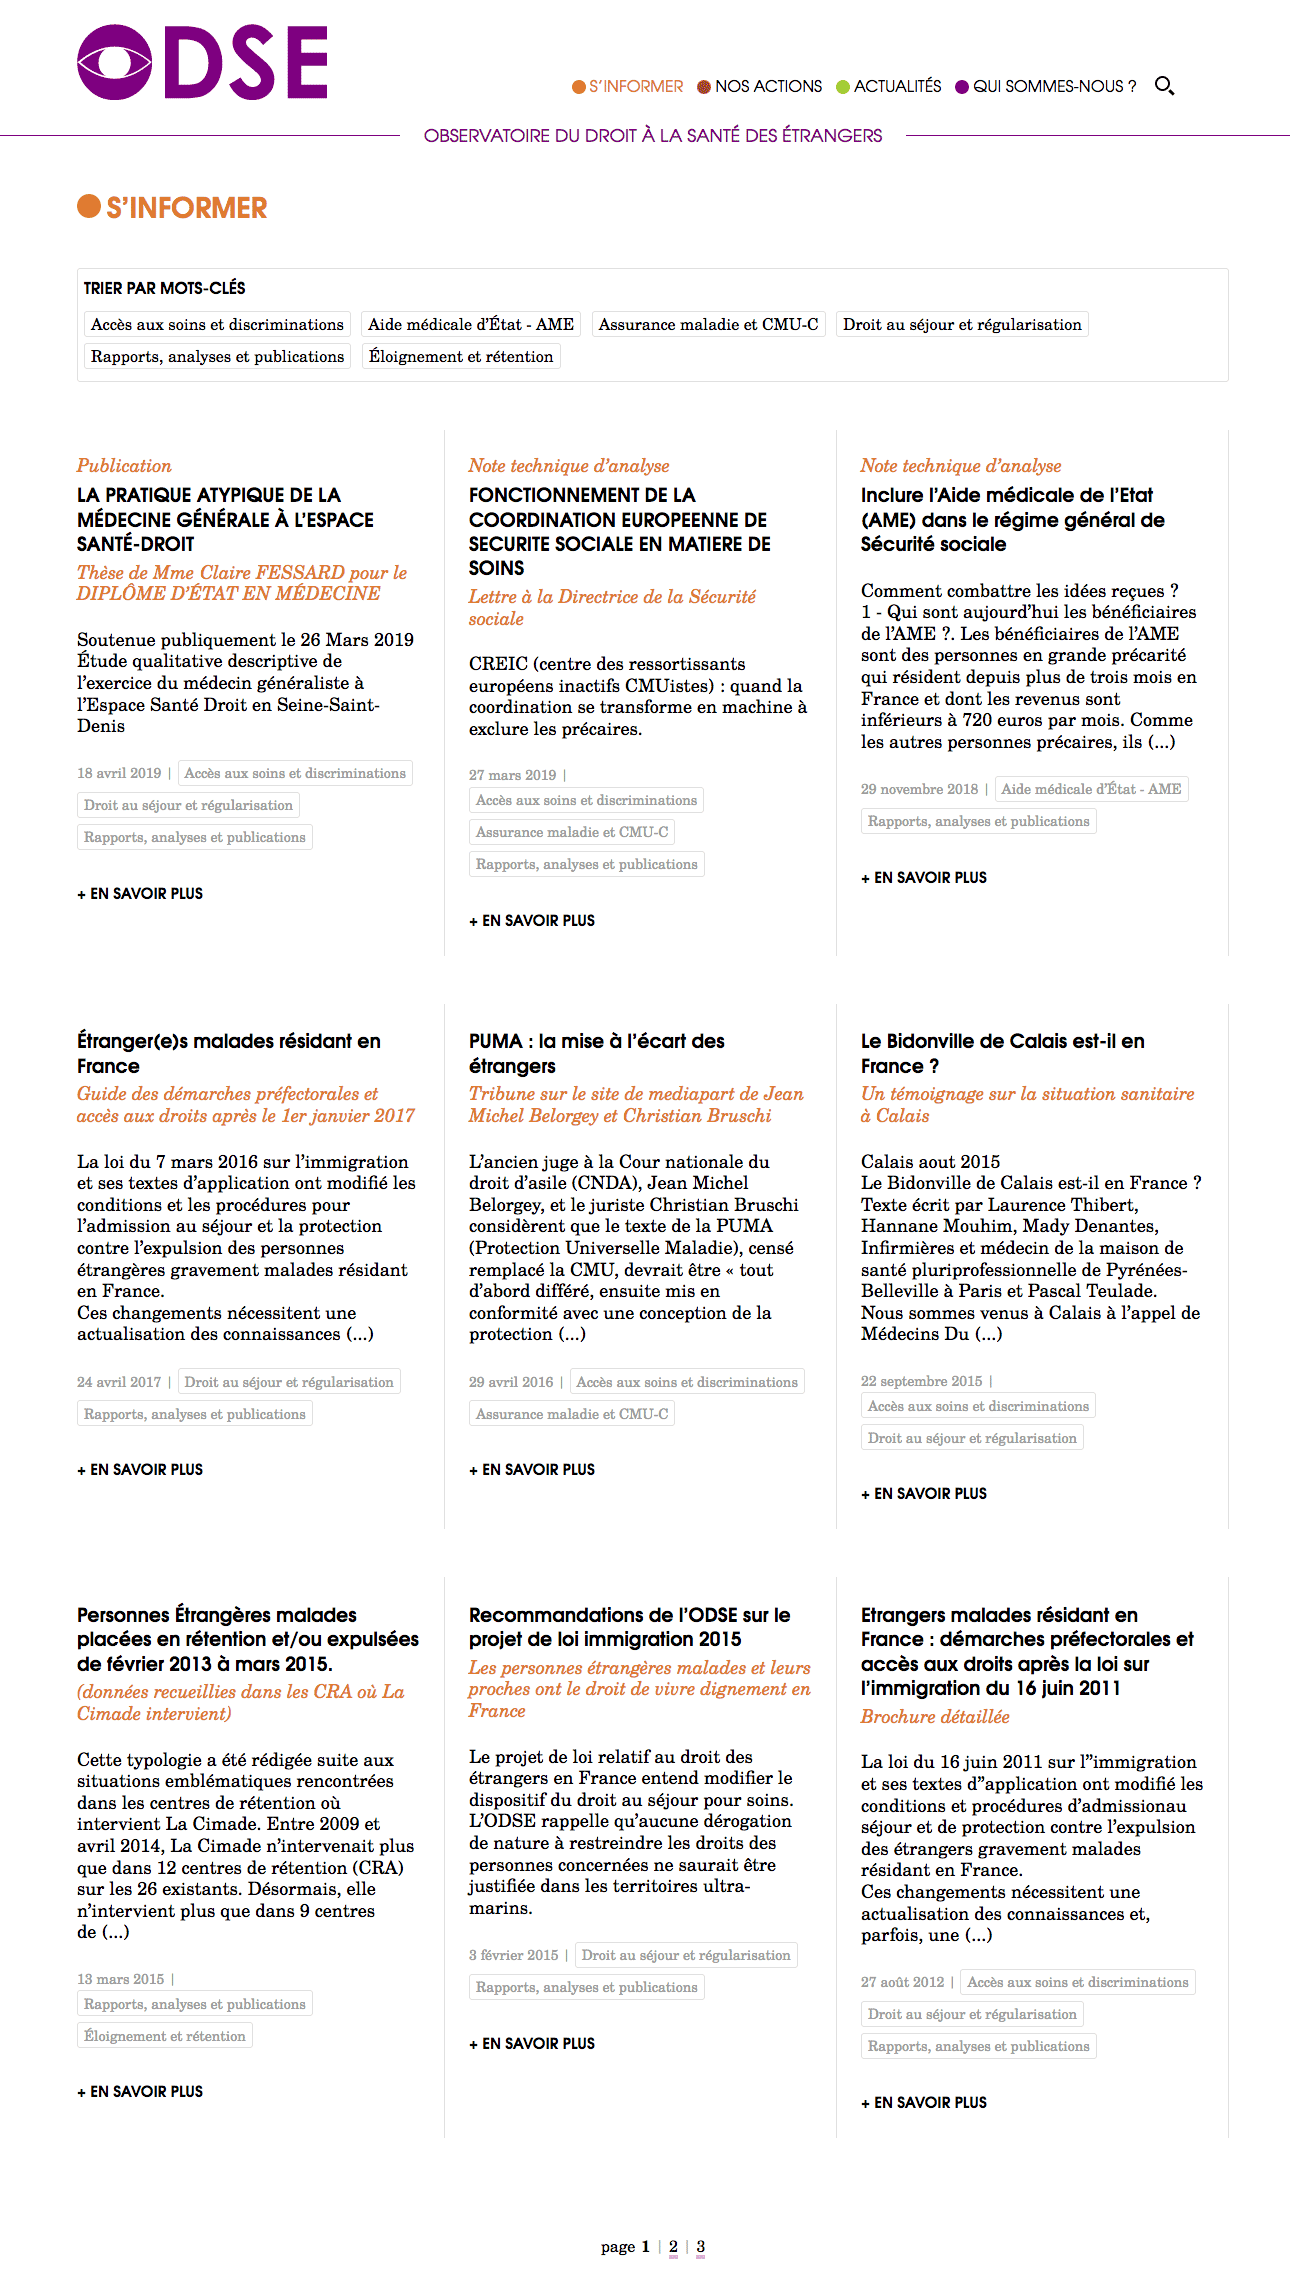 ODSE
S’INFORMER NOS ACTIONS ACTUALITÉS QUI SOMMES-NOUS ?
OBSERVATOIRE DU DROIT À LA SANTÉ DES ÉTRANGERS
S’INFORMER
TRIER PAR MOTS-CLÉS
Accès aux soins et discriminations Aide médicale d’État - AME Assurance maladie et CMU-C Droit au séjour et régularisation
Rapports, analyses et publications Éloignement et rétention
Publication
LA PRATIQUE ATYPIQUE DE LA
MÉDECINE GÉNÉRALE À L’ESPACE
SANTÉ-DROIT
Thèse de Mme Claire FESSARD pour le
DIPLÔME D’ÉTAT EN MÉDECINE
Soutenue publiquement le 26 Mars 2019
Étude qualitative descriptive de
l’exercice du médecin généraliste à
l’Espace Santé Droit en Seine-Saint-
Denis
18 avril 2019 | Accès aux soins et discriminations
Droit au séjour et régularisation
Rapports, analyses et publications
+ EN SAVOIR PLUS
Note technique d’analyse
FONCTIONNEMENT DE LA
COORDINATION EUROPEENNE DE
SECURITE SOCIALE EN MATIERE DE
SOINS
Lettre à la Directrice de la Sécurité
sociale
CREIC (centre des ressortissants
européens inactifs CMUistes) : quand la
coordination se transforme en machine à
exclure les précaires.
27 mars 2019 |
Accès aux soins et discriminations
Assurance maladie et CMU-C
Rapports, analyses et publications
+ EN SAVOIR PLUS
Note technique d’analyse
Inclure l’Aide médicale de l’Etat
(AME) dans le régime général de
Sécurité sociale
Comment combattre les idées reçues ?
1 - Qui sont aujourd’hui les bénéficiaires
de l’AME ?. Les bénéficiaires de l’AME
sont des personnes en grande précarité
qui résident depuis plus de trois mois en
France et dont les revenus sont
inférieurs à 720 euros par mois. Comme
les autres personnes précaires, ils (...)
29 novembre 2018 | Aide médicale d’État - AME
Rapports, analyses et publications
+ EN SAVOIR PLUS
Étranger(e)s malades résidant en
France
Guide des démarches préfectorales et
accès aux droits après le 1er janvier 2017
La loi du 7 mars 2016 sur l’immigration
et ses textes d’application ont modifié les
conditions et les procédures pour
l’admission au séjour et la protection
contre l’expulsion des personnes
étrangères gravement malades résidant
en France.
Ces changements nécessitent une
actualisation des connaissances (...)
24 avril 2017 | Droit au séjour et régularisation
Rapports, analyses et publications
+ EN SAVOIR PLUS
PUMA : la mise à l’écart des
étrangers
Tribune sur le site de mediapart de Jean
Michel Belorgey et Christian Bruschi
L’ancien juge à la Cour nationale du
droit d’asile (CNDA), Jean Michel
Belorgey, et le juriste Christian Bruschi
considèrent que le texte de la PUMA
(Protection Universelle Maladie), censé
remplacé la CMU, devrait être « tout
d’abord différé, ensuite mis en
conformité avec une conception de la
protection (...)
29 avril 2016 | Accès aux soins et discriminations
Assurance maladie et CMU-C
+ EN SAVOIR PLUS
Le Bidonville de Calais est-il en
France ?
Un témoignage sur la situation sanitaire
à Calais
Calais aout 2015
Le Bidonville de Calais est-il en France ?
Texte écrit par Laurence Thibert,
Hannane Mouhim, Mady Denantes,
Infirmières et médecin de la maison de
santé pluriprofessionnelle de Pyrénées-
Belleville à Paris et Pascal Teulade.
Nous sommes venus à Calais à l’appel de
Médecins Du (...)
22 septembre 2015 |
Accès aux soins et discriminations
Droit au séjour et régularisation
+ EN SAVOIR PLUS
Personnes Étrangères malades
placées en rétention et/ou expulsées
de février 2013 à mars 2015.
(données recueillies dans les CRA où La
Cimade intervient)
Cette typologie a été rédigée suite aux
situations emblématiques rencontrées
dans les centres de rétention où
intervient La Cimade. Entre 2009 et
avril 2014, La Cimade n’intervenait plus
que dans 12 centres de rétention (CRA)
sur les 26 existants. Désormais, elle
n’intervient plus que dans 9 centres
de (...)
13 mars 2015 |
Rapports, analyses et publications
Éloignement et rétention
+ EN SAVOIR PLUS
Recommandations de l’ODSE sur le
projet de loi immigration 2015
Les personnes étrangères malades et leurs
proches ont le droit de vivre dignement en
France
Le projet de loi relatif au droit des
étrangers en France entend modifier le
dispositif du droit au séjour pour soins.
L’ODSE rappelle qu’aucune dérogation
de nature à restreindre les droits des
personnes concernées ne saurait être
justifiée dans les territoires ultra-
marins.
3 février 2015 | Droit au séjour et régularisation
Rapports, analyses et publications
+ EN SAVOIR PLUS
Etrangers malades résidant en
France : démarches préfectorales et
accès aux droits après la loi sur
l’immigration du 16 juin 2011
Brochure détaillée
La loi du 16 juin 2011 sur l’’immigration
et ses textes d’’application ont modifié les
conditions et procédures d’admissionau
séjour et de protection contre l’expulsion
des étrangers gravement malades
résidant en France.
Ces changements nécessitent une
actualisation des connaissances et,
parfois, une (...)
27 août 2012 | Accès aux soins et discriminations
Droit au séjour et régularisation
Rapports, analyses et publications
+ EN SAVOIR PLUS
page 1 | 2 | 3